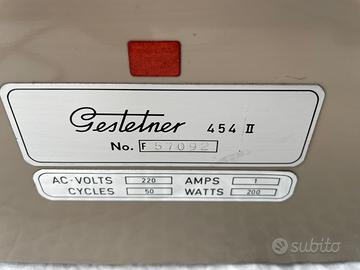 Gestetner 454 II
No. F 57092
AC-VOLTS 220 AMPS 1
CYCLES 50 WATTS 200
subito